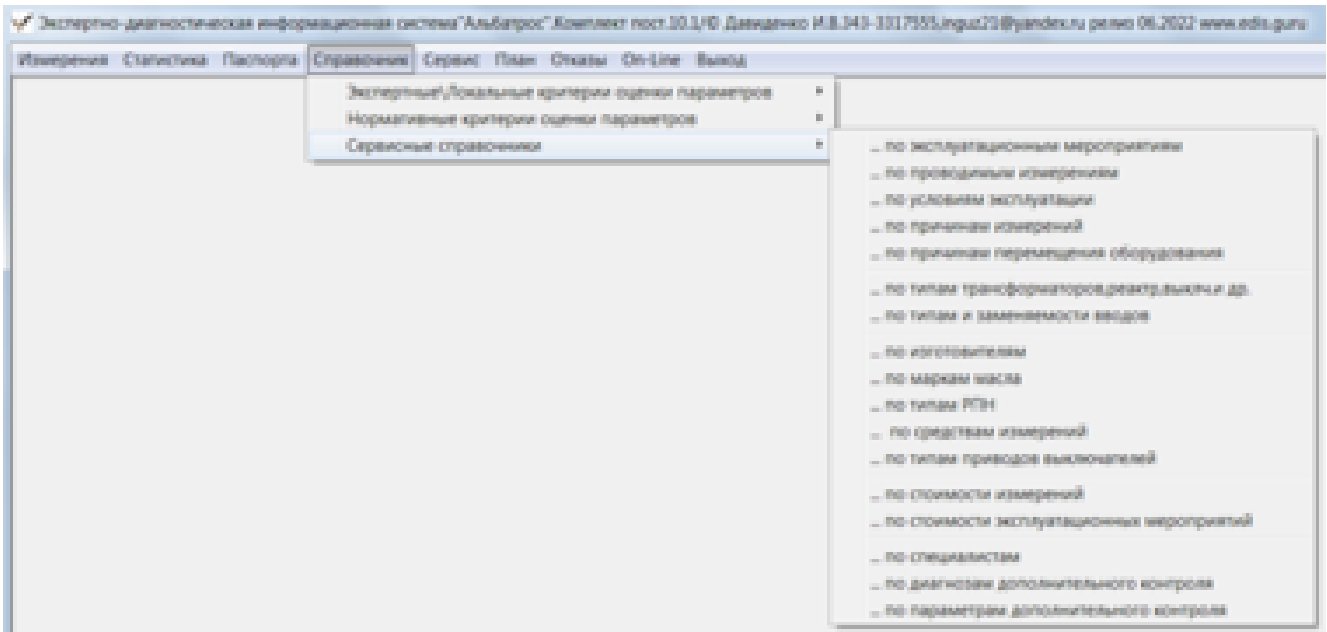 Экспертно-диагностическая информационная система"Альбатрос".Комплект пост.10.1/© Давиденко И.В.343-3317555,inguz21@yandex.ru релиз 06.2022 www.edis.guru
Измерения Статистика Паспорта Справочник Сервис План Отказы On-Line Выход
Экспертные\Локальные критерии оценки параметров
Нормативные критерии оценки параметров
Сервисные справочники
... по эксплуатационным мероприятиям
... по проводимым измерениям
... по условиям эксплуатации
... по причинам измерений
... по причинам перемещения оборудования
... по типам трансформаторов,реактр,выключ.и др.
... по типам и заменяемости вводов
... по изготовителям
... по маркам масла
... по типам РПН
... по средствам измерений
... по типам приводов выключателей
... по стоимости измерений
... по стоимости эксплуатационных мероприятий
... по специалистам
... по диагнозам дополнительного контроля
... по параметрам дополнительного контроля